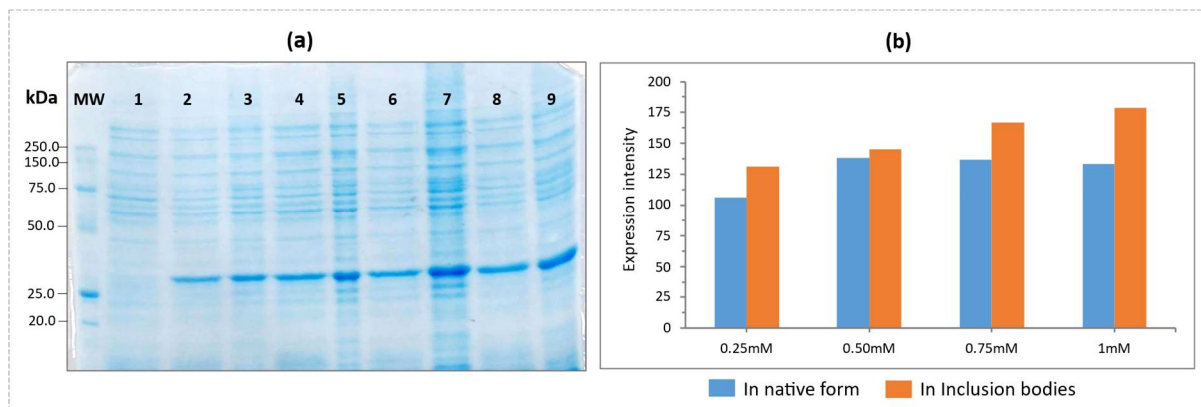 (a)
kDa MW 1 2 3 4 5 6 7 8 9
250.0
150.0
75.0
50.0
25.0
20.0
(b)
Expression intensity
200
175
150
125
100
75
50
25
0
0.25mM 0.50mM 0.75mM 1mM
In native form In Inclusion bodies